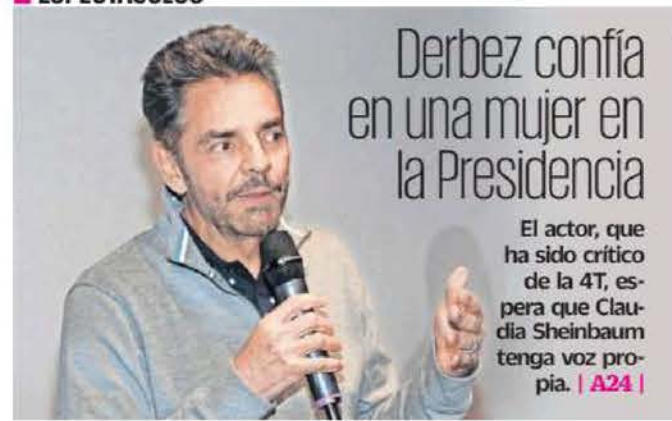 ESPECTÁCULOS
Derbez confía
en una mujer en
la Presidencia
El actor, que
ha sido crítico
de la 4T, es-
pera que Clau-
dia Sheinbaum
tenga voz pro-
pia. | A24 |